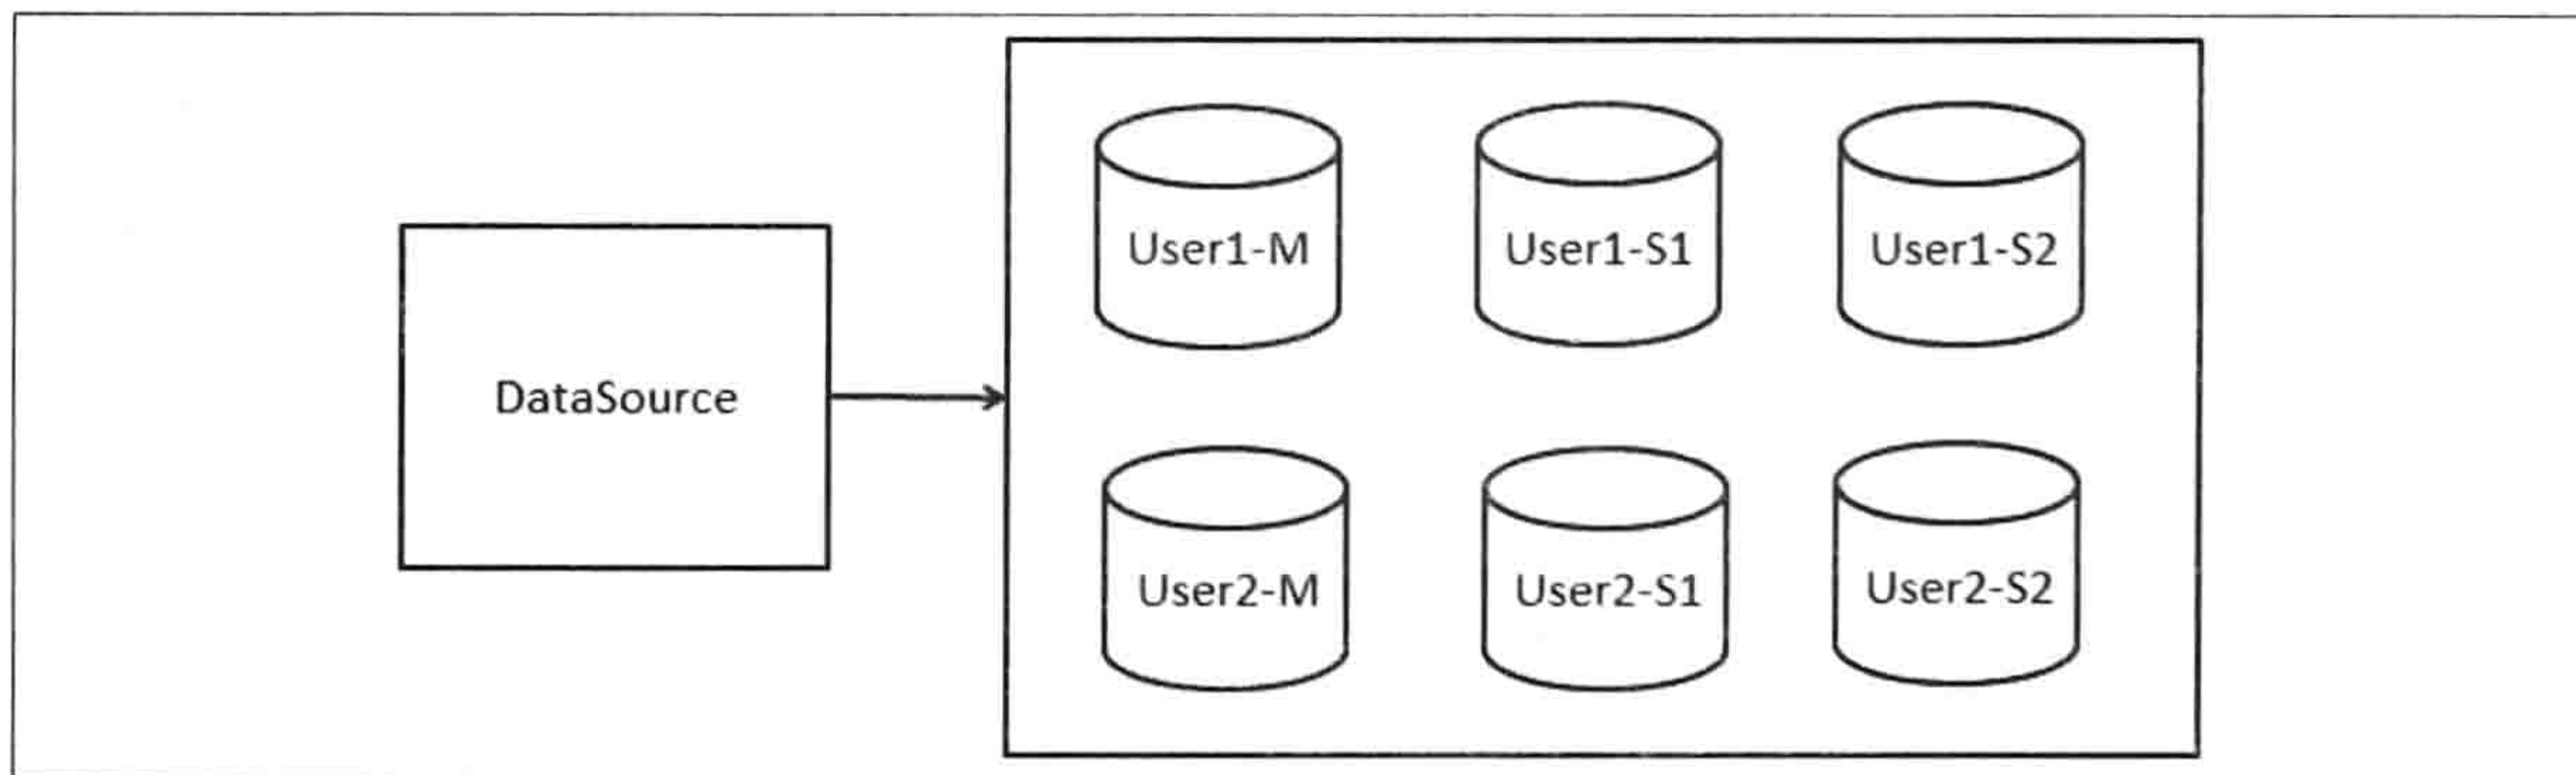 DataSource
User1-M
User1-S1
User1-S2
User2-M
User2-S1
User2-S2